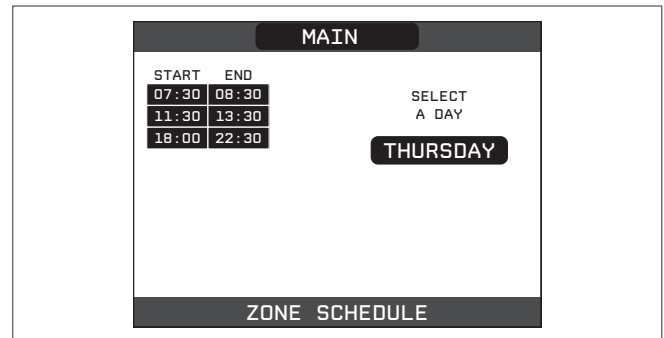 MAIN
START END
07:30 08:30
11:30 13:30
18:00 22:30
SELECT
A DAY
THURSDAY
ZONE SCHEDULE